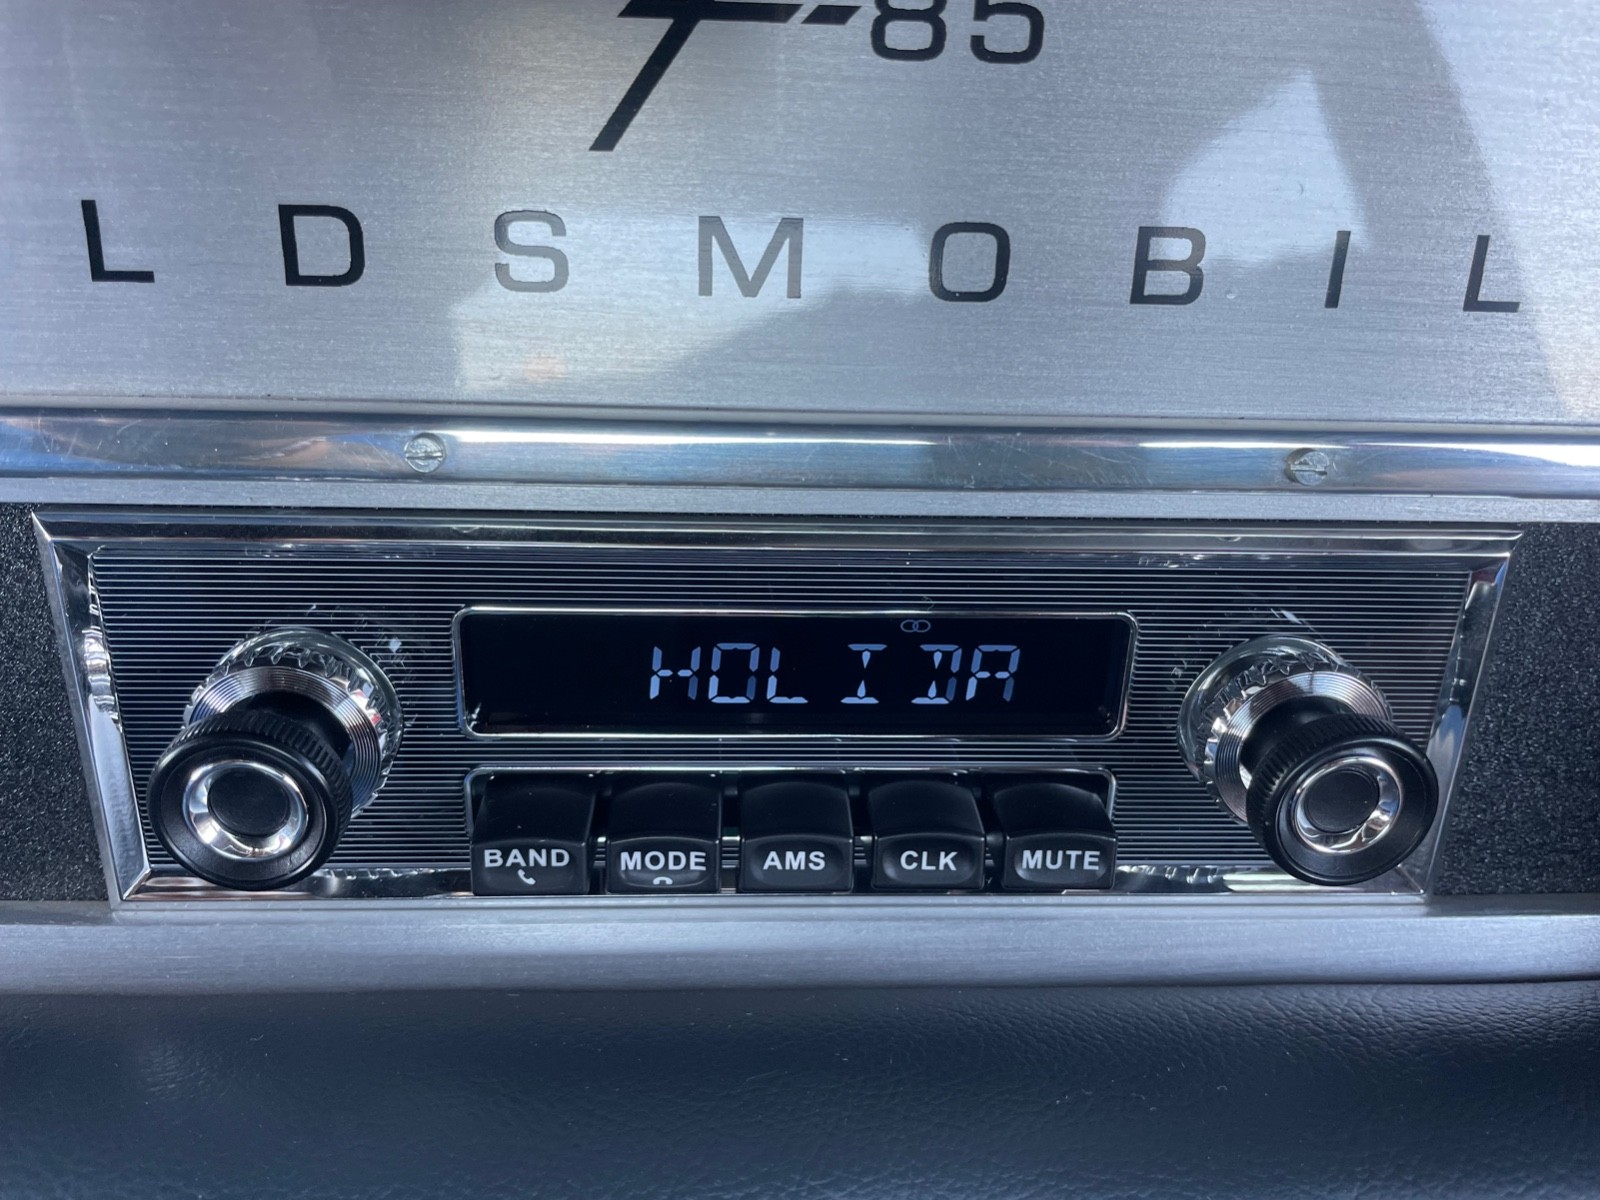 F-85
LDSMOBIL
HOLIDA
BAND MODE AMS CLK MUTE